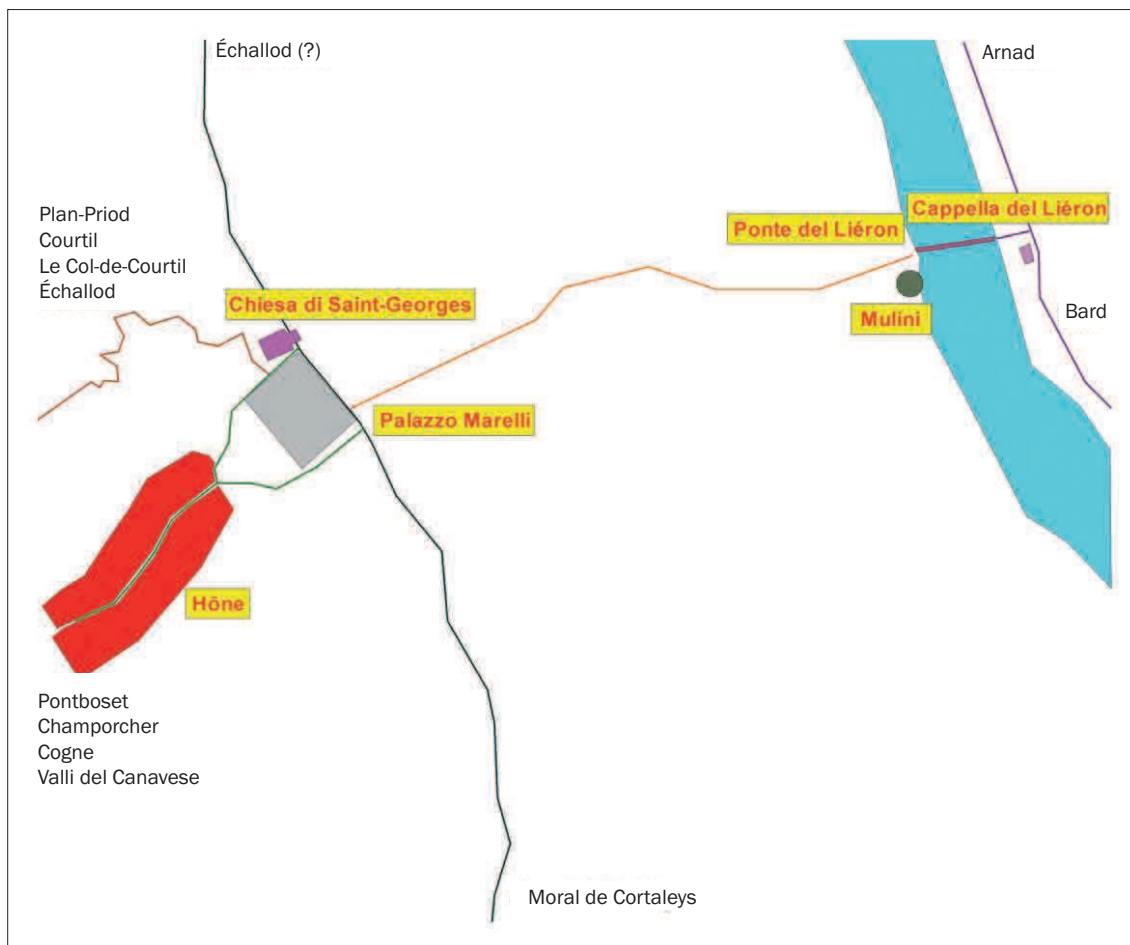 Échallod (?)
Arnad
Plan-Priod
Courtil
Le Col-de-Courtil
Échallod
Cappella del Liéron
Ponte del Liéron
Chiesa di Saint-Georges
Mulini
Bard
Palazzo Marelli
Hône
Pontboset
Champorcher
Cogne
Valli del Canavese
Moral de Cortaleys